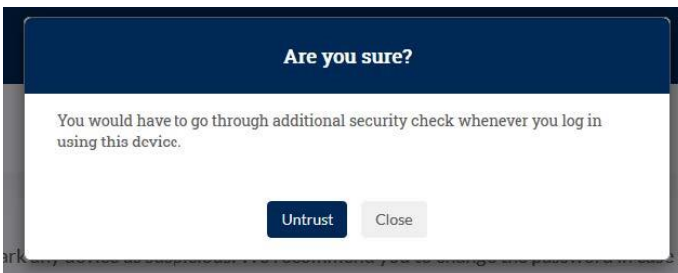 Are you sure?
You would have to go through additional security check whenever you log in
using this device.
Untrust
Close